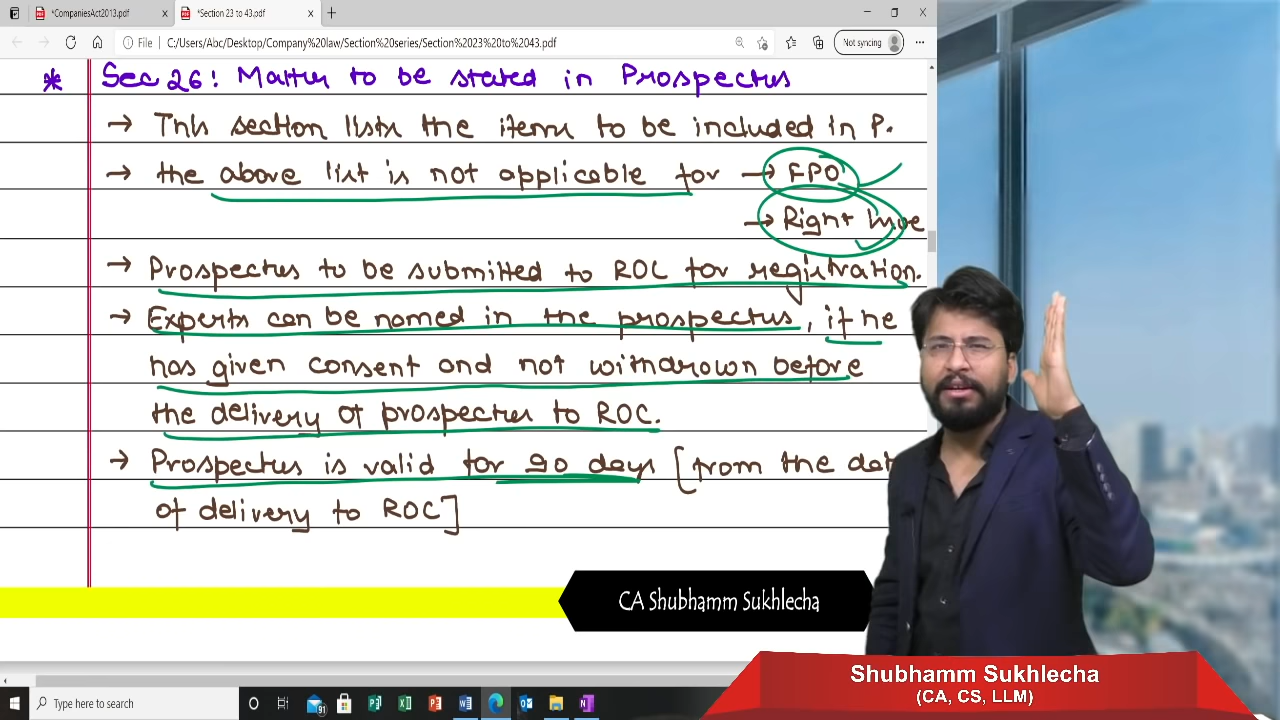 *CompaniesAct2013.pdf
*Section 23 to 43.pdf
File C:/Users/Abc/Desktop/Company%20law/Section%20series/Section%2023%20to%2043.pdf
Not syncing
* Sec 26: Matter to be stated in Prospectus
→ This section lists the items to be included in P.
→ the above list is not applicable for → FPO
→ Right Issue
→ Prospectus to be submitted to ROC for registration.
→ Experts can be named in the prospectus, if he
has given consent and not withdrawn before
the delivery of prospectus to ROC.
→ Prospectus is valid for 90 days [from the dat
of delivery to ROC]
CA Shubhamm Sukhlecha
Shubhamm Sukhlecha
(CA, CS, LLM)
Type here to search
91